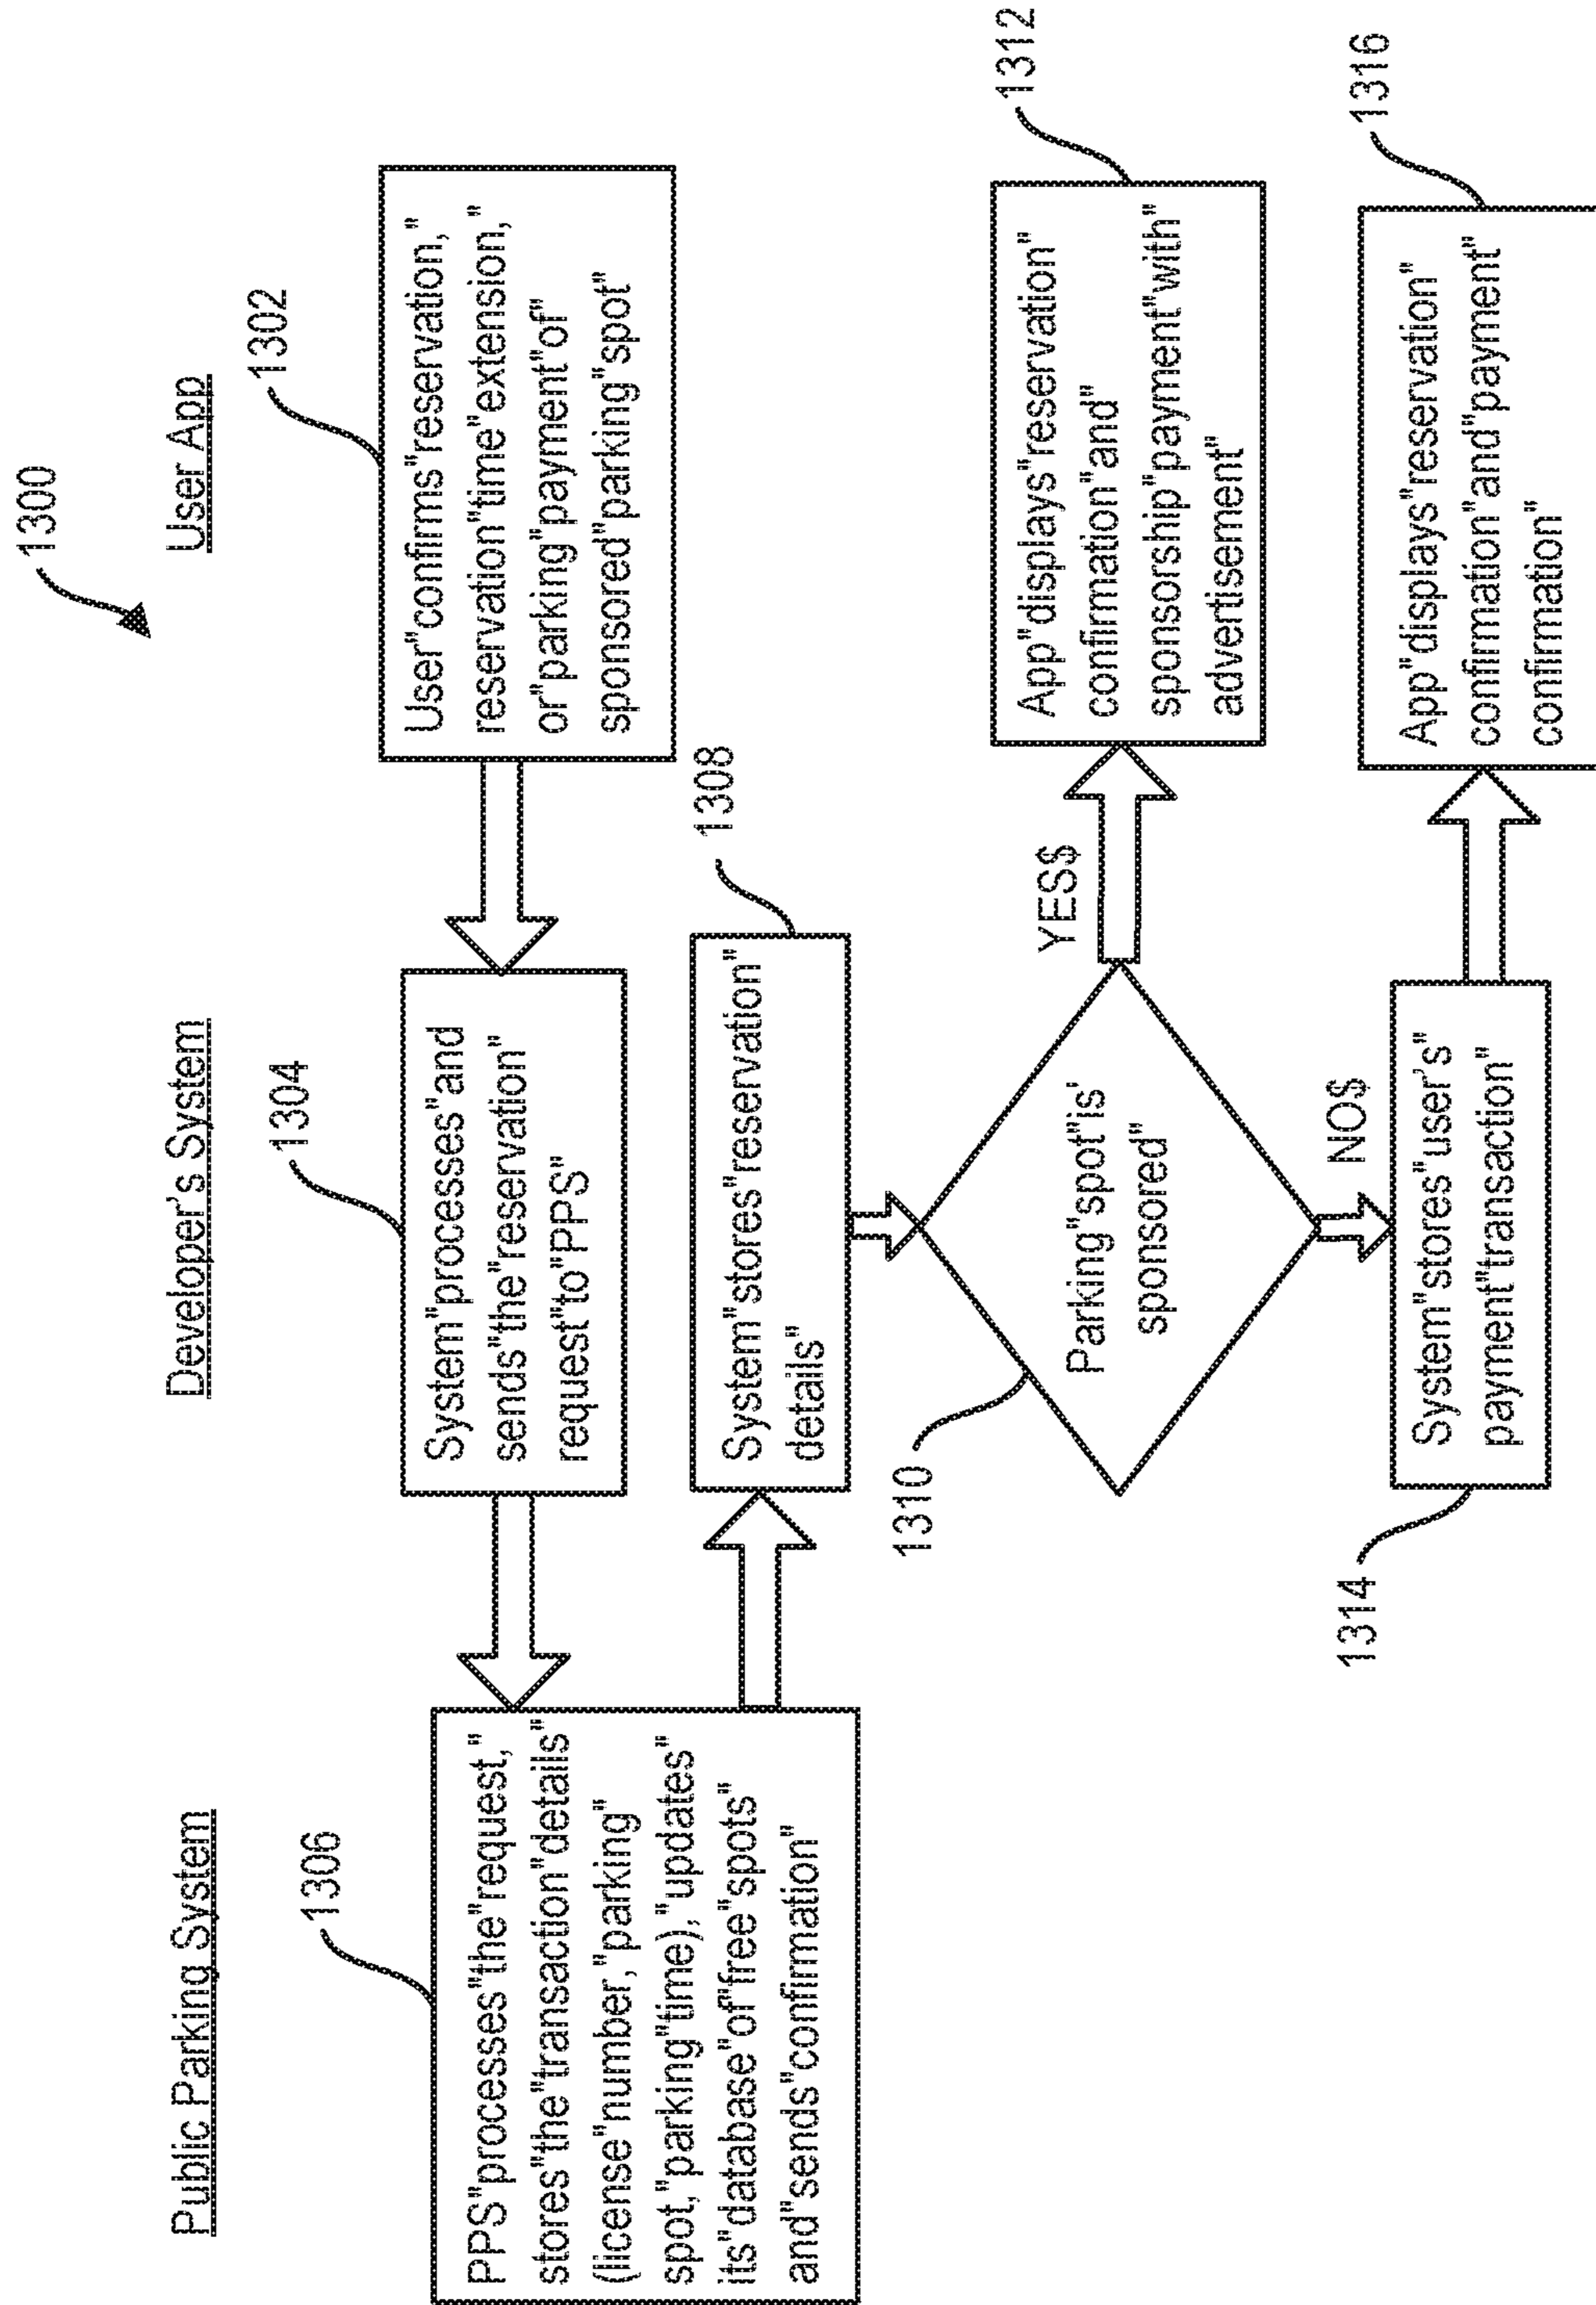 1300
Public Parking System
Developer's System
User App
1306
1304
1302
PPS"processes"the"request,"
stores"the"transaction"details"
(license"number,"parking"
spot,"parking"time),"updates"
its"database"of"free"spots"
and"sends"confirmation"
System"processes"and
sends"the"reservation"
request"to"PPS"
User"confirms"reservation,"
reservation"time"extension,"
or"parking"payment"of"
sponsored"parking"spot"
1308
System"stores"reservation"
details"
1310
Parking"spot"is'
sponsored"
YES$
1312
App"displays"reservation"
confirmation"and"
sponsorship"payment"with"
advertisement"
NO$
1314
System"stores"user's"
payment"transaction"
1316
App"displays"reservation"
confirmation"and"payment"
confirmation"